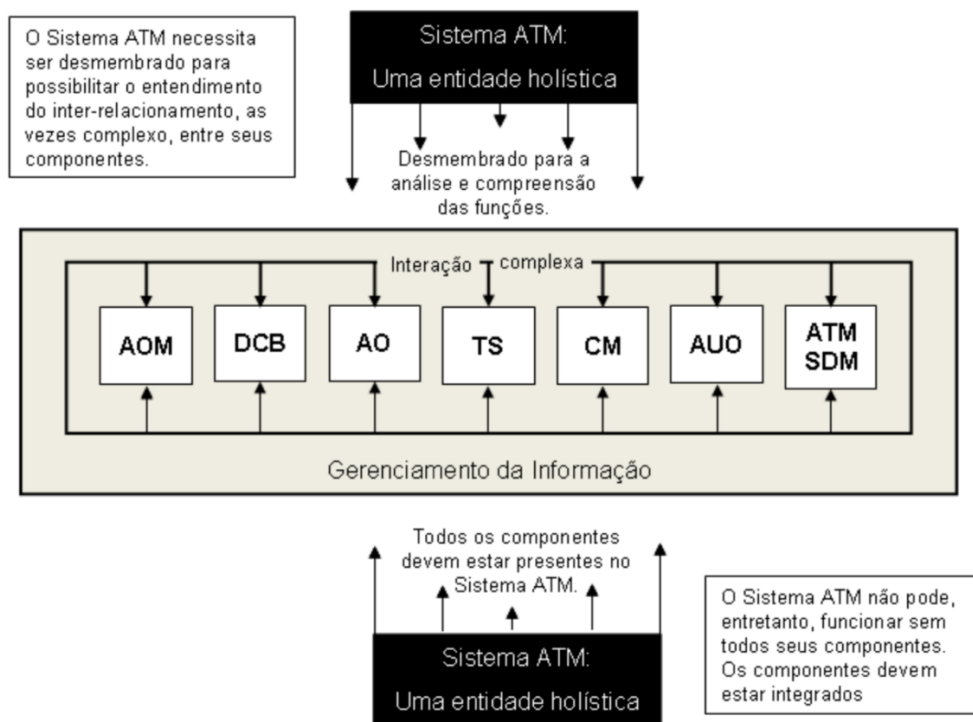 O Sistema ATM necessita
ser desmembrado para
possibilitar o entendimento
do inter-relacionamento, as
vezes complexo, entre seus
componentes.
Sistema ATM:
Uma entidade holística
Desmembrado para a
análise e compreensão
das funções.
Interação complexa
AOM
DCB
AO
TS
CM
AUO
ATM
SDM
Gerenciamento da Informação
Todos os componentes
devem estar presentes no
Sistema ATM.
Sistema ATM:
Uma entidade holística
O Sistema ATM não pode,
entretanto, funcionar sem
todos seus componentes.
Os componentes devem
estar integrados